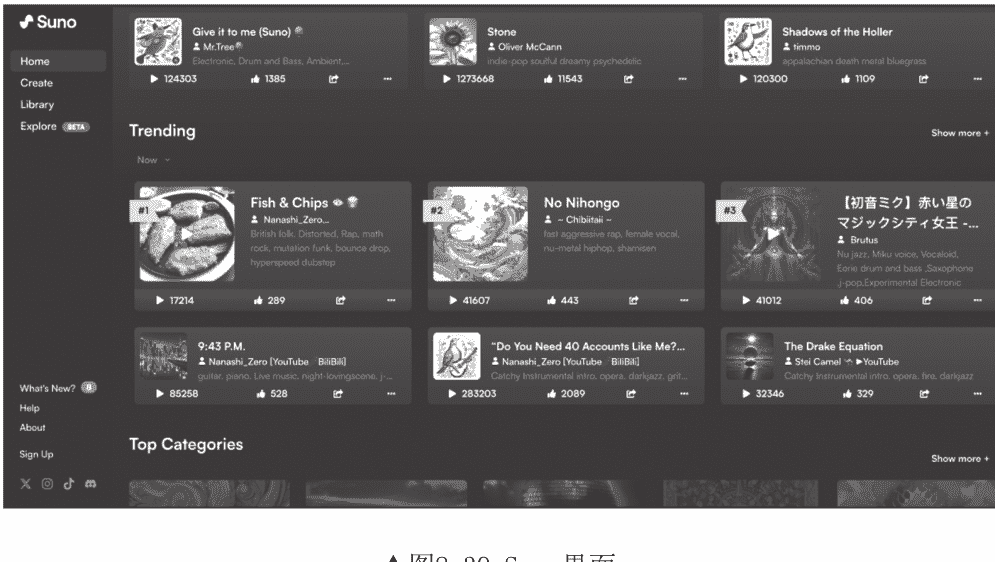 Suno
Home
Create
Library
Explore BETA
What's New? 8
Help
About
Sign Up
Give it to me (Suno)
Mr.Tree
Electronic, Drum and Bass, Ambient,...
124303 1385
Stone
Oliver McCann
indie-pop soulful dreamy psychedelic
1273668 11543
Shadows of the Holler
timmo
appalachian death metal bluegrass
120300 1109
Trending
Show more +
Now
#1
Fish & Chips
Nanashi_Zero...
British folk, Distorted, Rap, math
rock, mutation funk, bounce drop,
hyperspeed dubstep
17214 289
#2
No Nihongo
~ Chibiitaii ~
fast aggressive rap, female vocal,
nu-metal hiphop, shamisen
41607 443
#3
【初音ミク】赤い星の
マジックシティ女王 -...
Brutus
Nu jazz, Miku voice, Vocaloid,
Eerie drum and bass ,Saxophone
,j-pop,Experimental Electronic
41012 406
9:43 P.M.
Nanashi_Zero [YouTube BiliBili]
guitar, piano, Live music, night-lovingscene, j-...
85258 528
"Do You Need 40 Accounts Like Me?...
Nanashi_Zero [YouTube BiliBili]
Catchy Instrumental intro, opera, darkjazz, grit...
283203 2089
The Drake Equation
Stei Carnel ▶YouTube
Catchy Instrumental intro, opera, fire, darkjazz
32346 329
Top Categories
Show more +